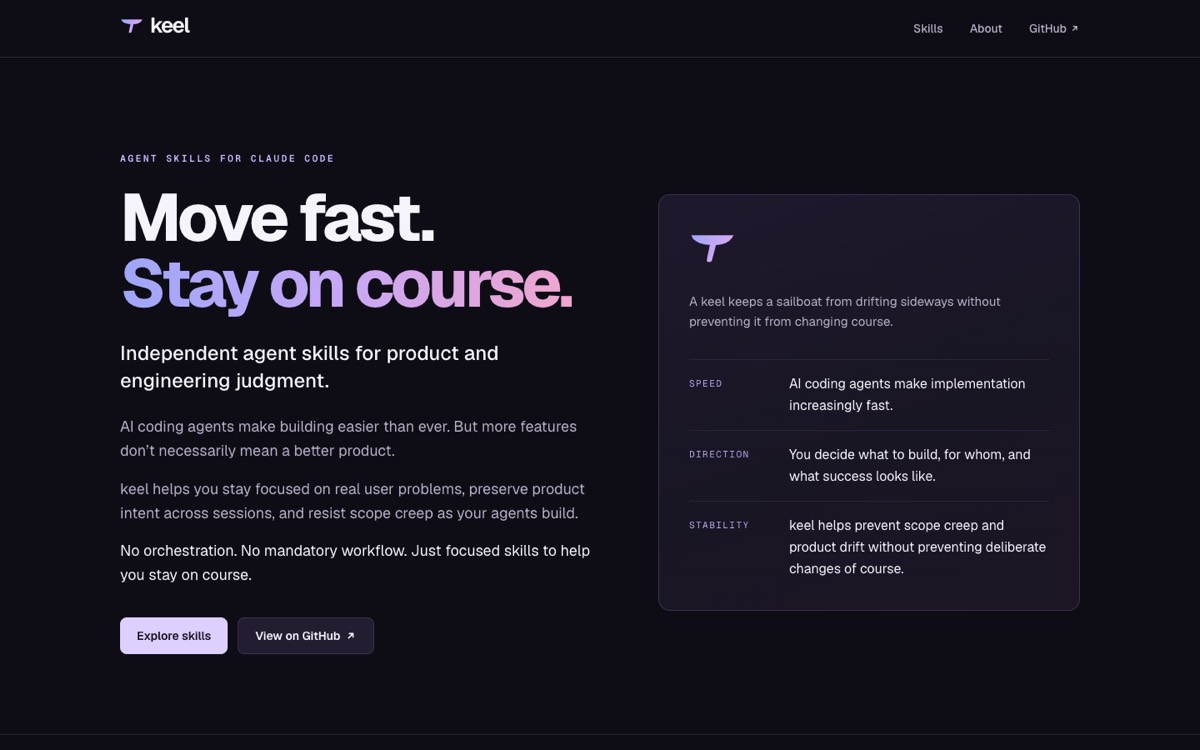 keel
Skills
About
GitHub ↗
AGENT SKILLS FOR CLAUDE CODE
Move fast.
Stay on course.
Independent agent skills for product and
engineering judgment.
AI coding agents make building easier than ever. But more features
don’t necessarily mean a better product.
keel helps you stay focused on real user problems, preserve product
intent across sessions, and resist scope creep as your agents build.
No orchestration. No mandatory workflow. Just focused skills to help
you stay on course.
Explore skills
View on GitHub ↗
A keel keeps a sailboat from drifting sideways without
preventing it from changing course.
SPEED
AI coding agents make implementation
increasingly fast.
DIRECTION
You decide what to build, for whom, and
what success looks like.
STABILITY
keel helps prevent scope creep and
product drift without preventing deliberate
changes of course.